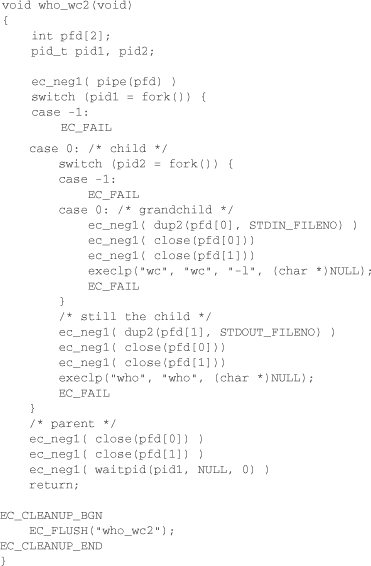 void who_wc2(void)
{
    int pfd[2];
    pid_t pid1, pid2;

    ec_neg1( pipe(pfd) )
    switch (pid1 = fork()) {
    case -1:
        EC_FAIL
    case 0: /* child */
        switch (pid2 = fork()) {
        case -1:
            EC_FAIL
        case 0: /* grandchild */
            ec_neg1( dup2(pfd[0], STDIN_FILENO) )
            ec_neg1( close(pfd[0]))
            ec_neg1( close(pfd[1]))
            execlp("wc", "wc", "-l", (char *)NULL);
            EC_FAIL
        }
        /* still the child */
        ec_neg1( dup2(pfd[1], STDOUT_FILENO) )
        ec_neg1( close(pfd[0]))
        ec_neg1( close(pfd[1]))
        execlp("who", "who", (char *)NULL);
        EC_FAIL
    }
    /* parent */
    ec_neg1( close(pfd[0]) )
    ec_neg1( close(pfd[1]) )
    ec_neg1( waitpid(pid1, NULL, 0) )
    return;

EC_CLEANUP_BGN
    EC_FLUSH("who_wc2");
EC_CLEANUP_END
}